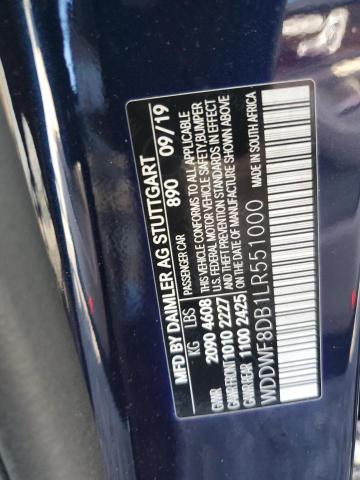 MFD BY DAIMLER AG STUTTGART
PASSENGER CAR 890 09/19
KG LBS THIS VEHICLE CONFORMS TO ALL APPLICABLE
GVWR 2090 4608 U.S. FEDERAL MOTOR VEHICLE SAFETY,BUMPER
GAWR FRONT 1010 2227 AND THEFT PREVENTION STANDARDS IN EFFECT
GAWR REAR 1100 2425 ON THE DATE OF MANUFACTURE SHOWN ABOVE
WDDWF8DB1LR551000 MADE IN SOUTH AFRICA